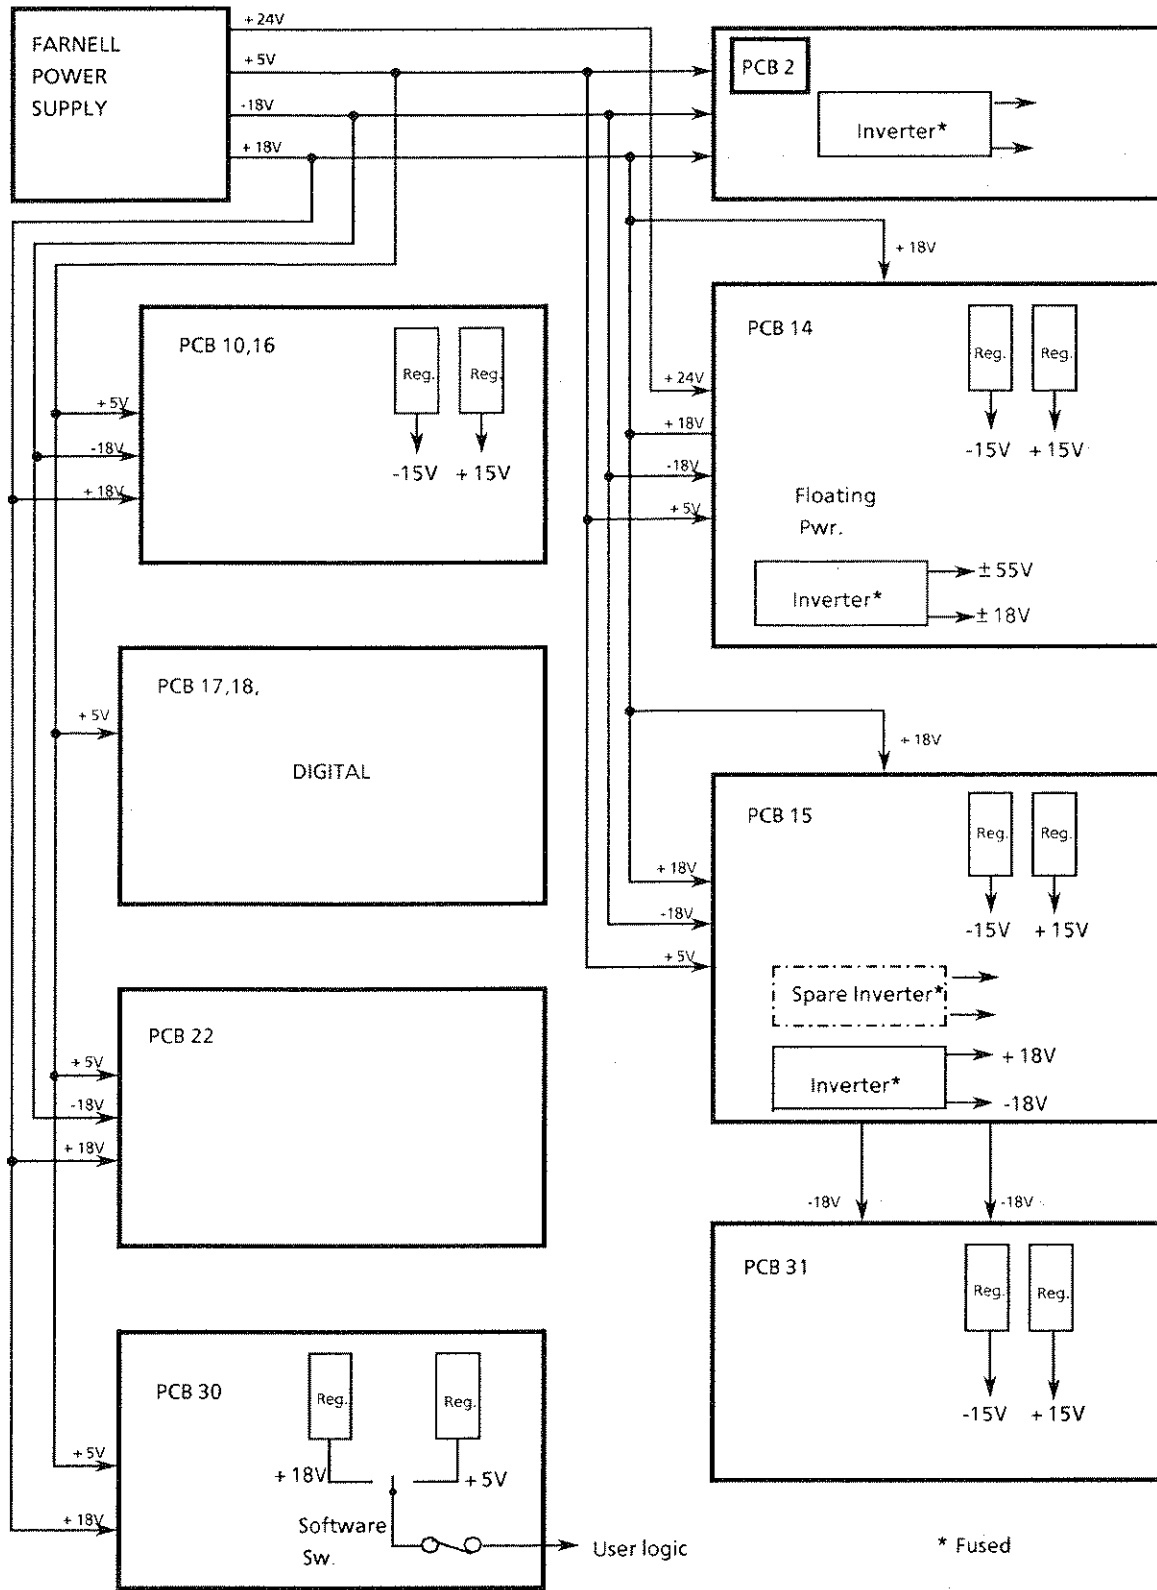 FARNELL
POWER
SUPPLY
+ 24V
+ 5V
-18V
+ 18V
PCB 2
Inverter*
+ 18V
PCB 10,16
Reg.
Reg.
-15V
+ 15V
+ 5V
-18V
+ 18V
PCB 14
Reg.
Reg.
-15V
+ 15V
+ 24V
+ 18V
-18V
+ 5V
Floating
Pwr.
Inverter*
± 55V
± 18V
PCB 17,18,
+ 5V
DIGITAL
+ 18V
PCB 15
Reg.
Reg.
-15V
+ 15V
+ 18V
-18V
+ 5V
Spare Inverter*
Inverter*
+ 18V
-18V
PCB 22
+ 5V
-18V
+ 18V
-18V
-18V
PCB 31
Reg.
Reg.
-15V
+ 15V
PCB 30
Reg.
Reg.
+ 5V
+ 18V
+ 18V
+ 5V
Software
Sw.
User logic
* Fused